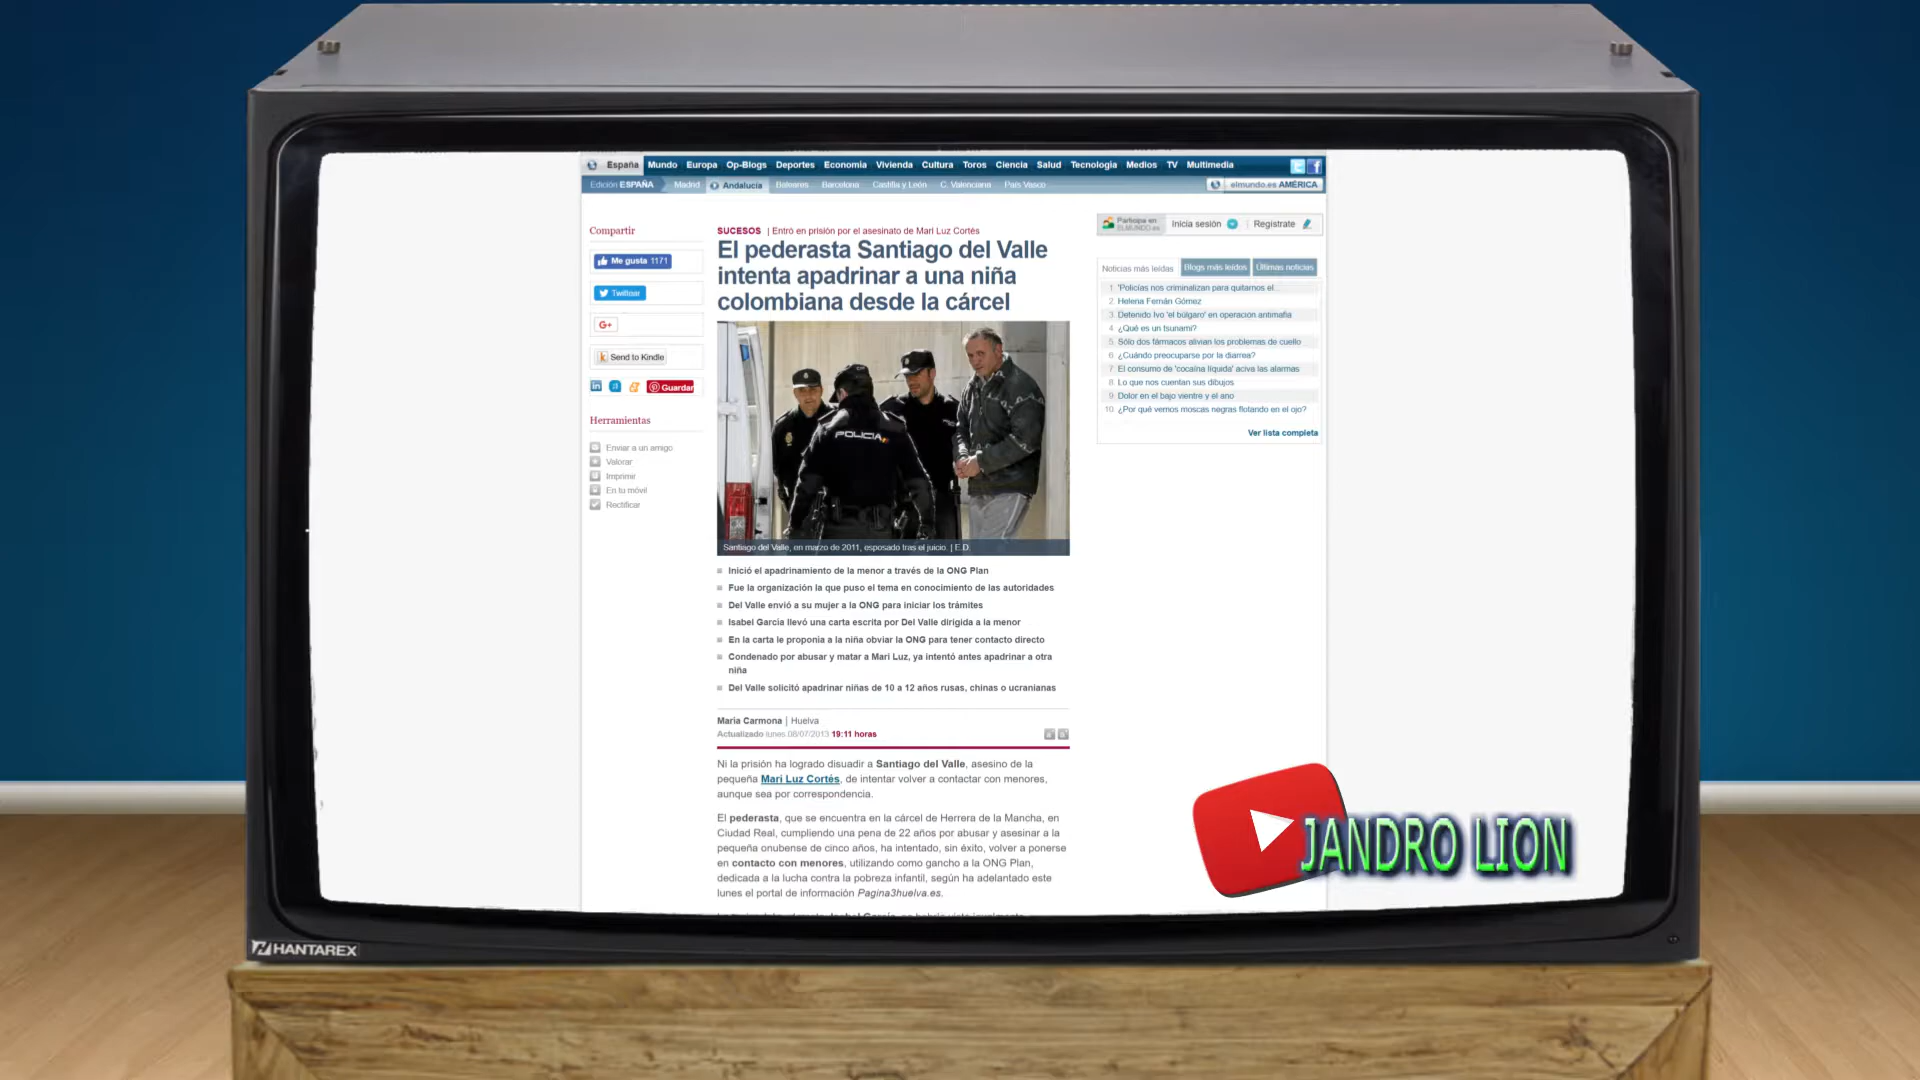 España Mundo Europa Op-Blogs Deportes Economía Vivienda Cultura Toros Ciencia Salud Tecnología Medios TV Multimedia
Edición ESPAÑA Madrid Andalucía Baleares Barcelona Castilla y León C. Valenciana País Vasco elmundo.es AMÉRICA
Participa en ELMUNDO.es Inicia sesión | Regístrate
Compartir
Me gusta 1171
Twittear
G+
Send to Kindle
Guardar
Herramientas
Enviar a un amigo
Valorar
Imprimir
En tu móvil
Rectificar
SUCESOS | Entró en prisión por el asesinato de Mari Luz Cortés
El pederasta Santiago del Valle
intenta apadrinar a una niña
colombiana desde la cárcel
POLICIA
Santiago del Valle, en marzo de 2011, esposado tras el juicio. | E.D.
Inició el apadrinamiento de la menor a través de la ONG Plan
Fue la organización la que puso el tema en conocimiento de las autoridades
Del Valle envió a su mujer a la ONG para iniciar los trámites
Isabel García llevó una carta escrita por Del Valle dirigida a la menor
En la carta le proponía a la niña obviar la ONG para tener contacto directo
Condenado por abusar y matar a Mari Luz, ya intentó antes apadrinar a otra
niña
Del Valle solicitó apadrinar niñas de 10 a 12 años rusas, chinas o ucranianas
María Carmona | Huelva
Actualizado lunes 08/07/2013 19:11 horas
Ni la prisión ha logrado disuadir a Santiago del Valle, asesino de la
pequeña Mari Luz Cortés, de intentar volver a contactar con menores,
aunque sea por correspondencia.
El pederasta, que se encuentra en la cárcel de Herrera de la Mancha, en
Ciudad Real, cumpliendo una pena de 22 años por abusar y asesinar a la
pequeña onubense de cinco años, ha intentado, sin éxito, volver a ponerse
en contacto con menores, utilizando como gancho a la ONG Plan,
dedicada a la lucha contra la pobreza infantil, según ha adelantado este
lunes el portal de información Pagina3huelva.es.
Noticias más leídas Blogs más leídos Últimas noticias
1 'Policías nos criminalizan para quitarnos el...
2 Helena Fernán Gómez
3 Detenido Ivo 'el búlgaro' en operación antimafia
4 ¿Qué es un tsunami?
5 Sólo dos fármacos alivian los problemas de cuello
6 ¿Cuándo preocuparse por la diarrea?
7 El consumo de 'cocaína líquida' aciva las alarmas
8 Lo que nos cuentan sus dibujos
9 Dolor en el bajo vientre y el ano
10 ¿Por qué vemos moscas negras flotando en el ojo?
Ver lista completa
JANDRO LION
HANTAREX